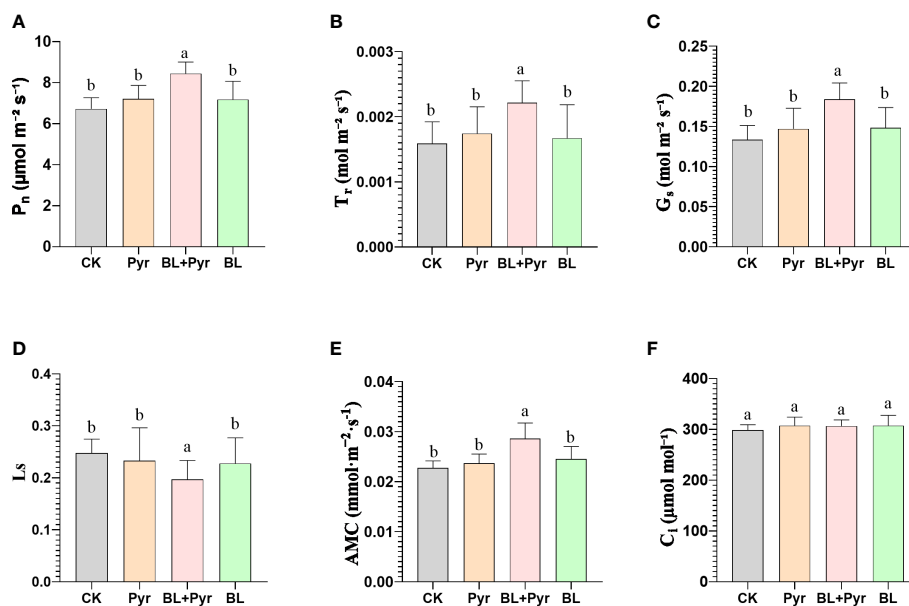 A
Pₙ (μmol m⁻² s⁻¹)
10
8
6
4
2
0
b
b
a
b
CK
Pyr
BL+Pyr
BL
B
Tᵣ (mol m⁻² s⁻¹)
0.003
0.002
0.001
0.000
b
b
a
b
CK
Pyr
BL+Pyr
BL
C
Gₛ (mol m⁻² s⁻¹)
0.25
0.20
0.15
0.10
0.05
0.00
b
b
a
b
CK
Pyr
BL+Pyr
BL
D
Ls
0.4
0.3
0.2
0.1
0.0
b
b
a
b
CK
Pyr
BL+Pyr
BL
E
AMC (mmol·m⁻²·s⁻¹)
0.04
0.03
0.02
0.01
0.00
b
b
a
b
CK
Pyr
BL+Pyr
BL
F
Cᵢ (μmol mol⁻¹)
400
300
200
100
0
a
a
a
a
CK
Pyr
BL+Pyr
BL